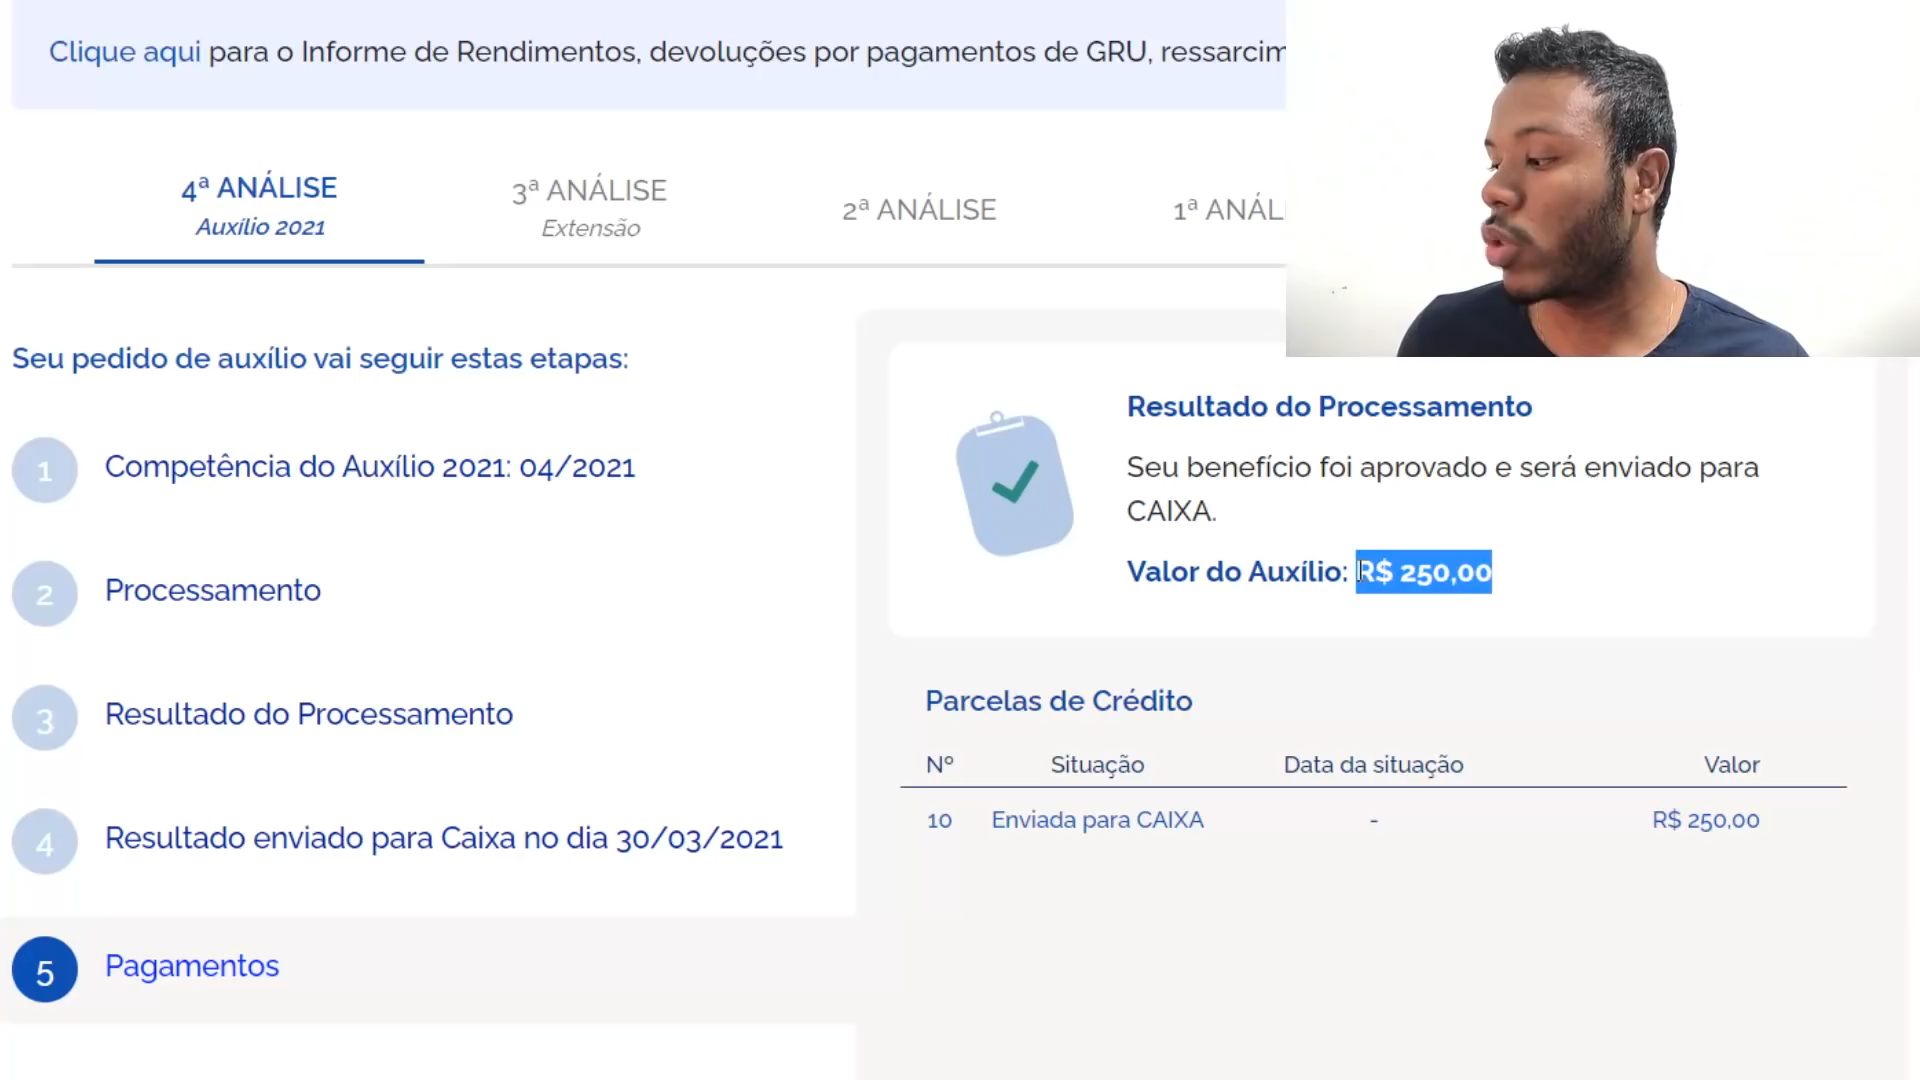 Clique aqui para o Informe de Rendimentos, devoluções por pagamentos de GRU,
4ª ANÁLISE
Auxílio 2021
3ª ANÁLISE
Extensão
2ª ANÁLISE
1ª
Seu pedido de auxílio vai seguir estas etapas:
1 Competência do Auxílio 2021: 04/2021
2 Processamento
3 Resultado do Processamento
4 Resultado enviado para Caixa no dia 30/03/2021
5 Pagamentos
Resultado do Processamento
Seu benefício foi aprovado e será enviado para
CAIXA.
Valor do Auxílio: R$ 250,00
Parcelas de Crédito
Nº Situação Data da situação Valor
10 Enviada para CAIXA - R$ 250,00